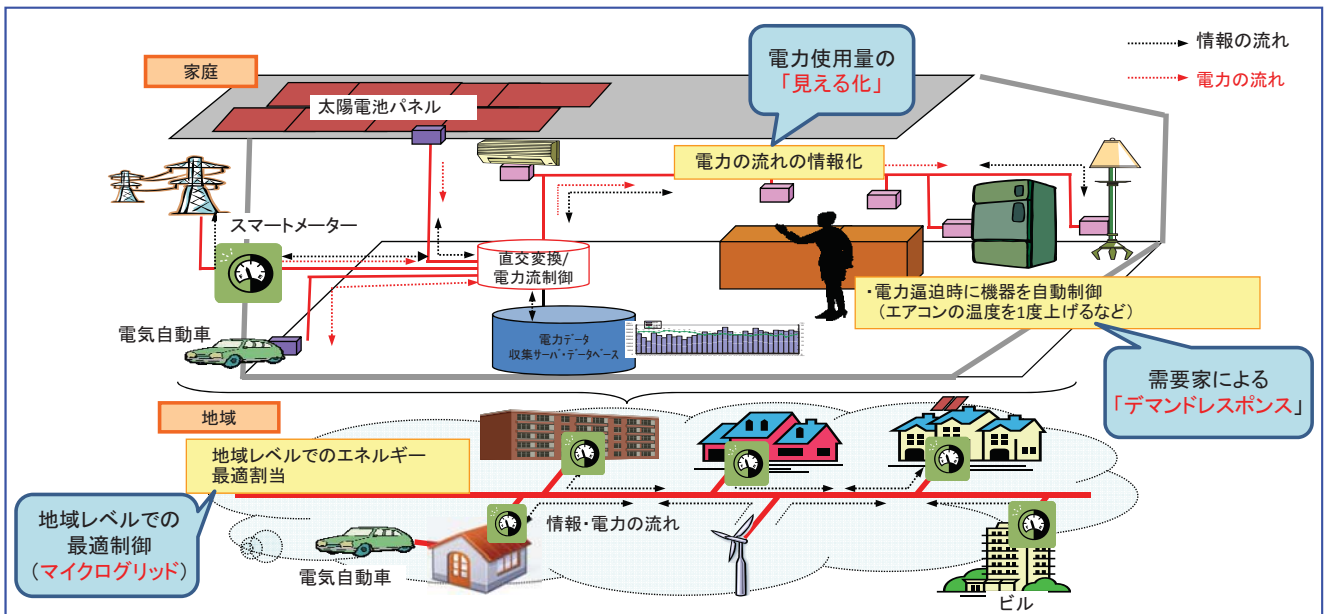 家庭
電力使用量の
「見える化」
情報の流れ
電力の流れ
太陽電池パネル
電力の流れの情報化
スマートメーター
直交変換/
電力流制御
・電力逼迫時に機器を自動制御
（エアコンの温度を1度上げるなど）
電気自動車
電力データ
収集サーバ・データベース
需要家による
「デマンドレスポンス」
地域
地域レベルでのエネルギー
最適割当
地域レベルでの
最適制御
（マイクログリッド）
情報・電力の流れ
電気自動車
ビル